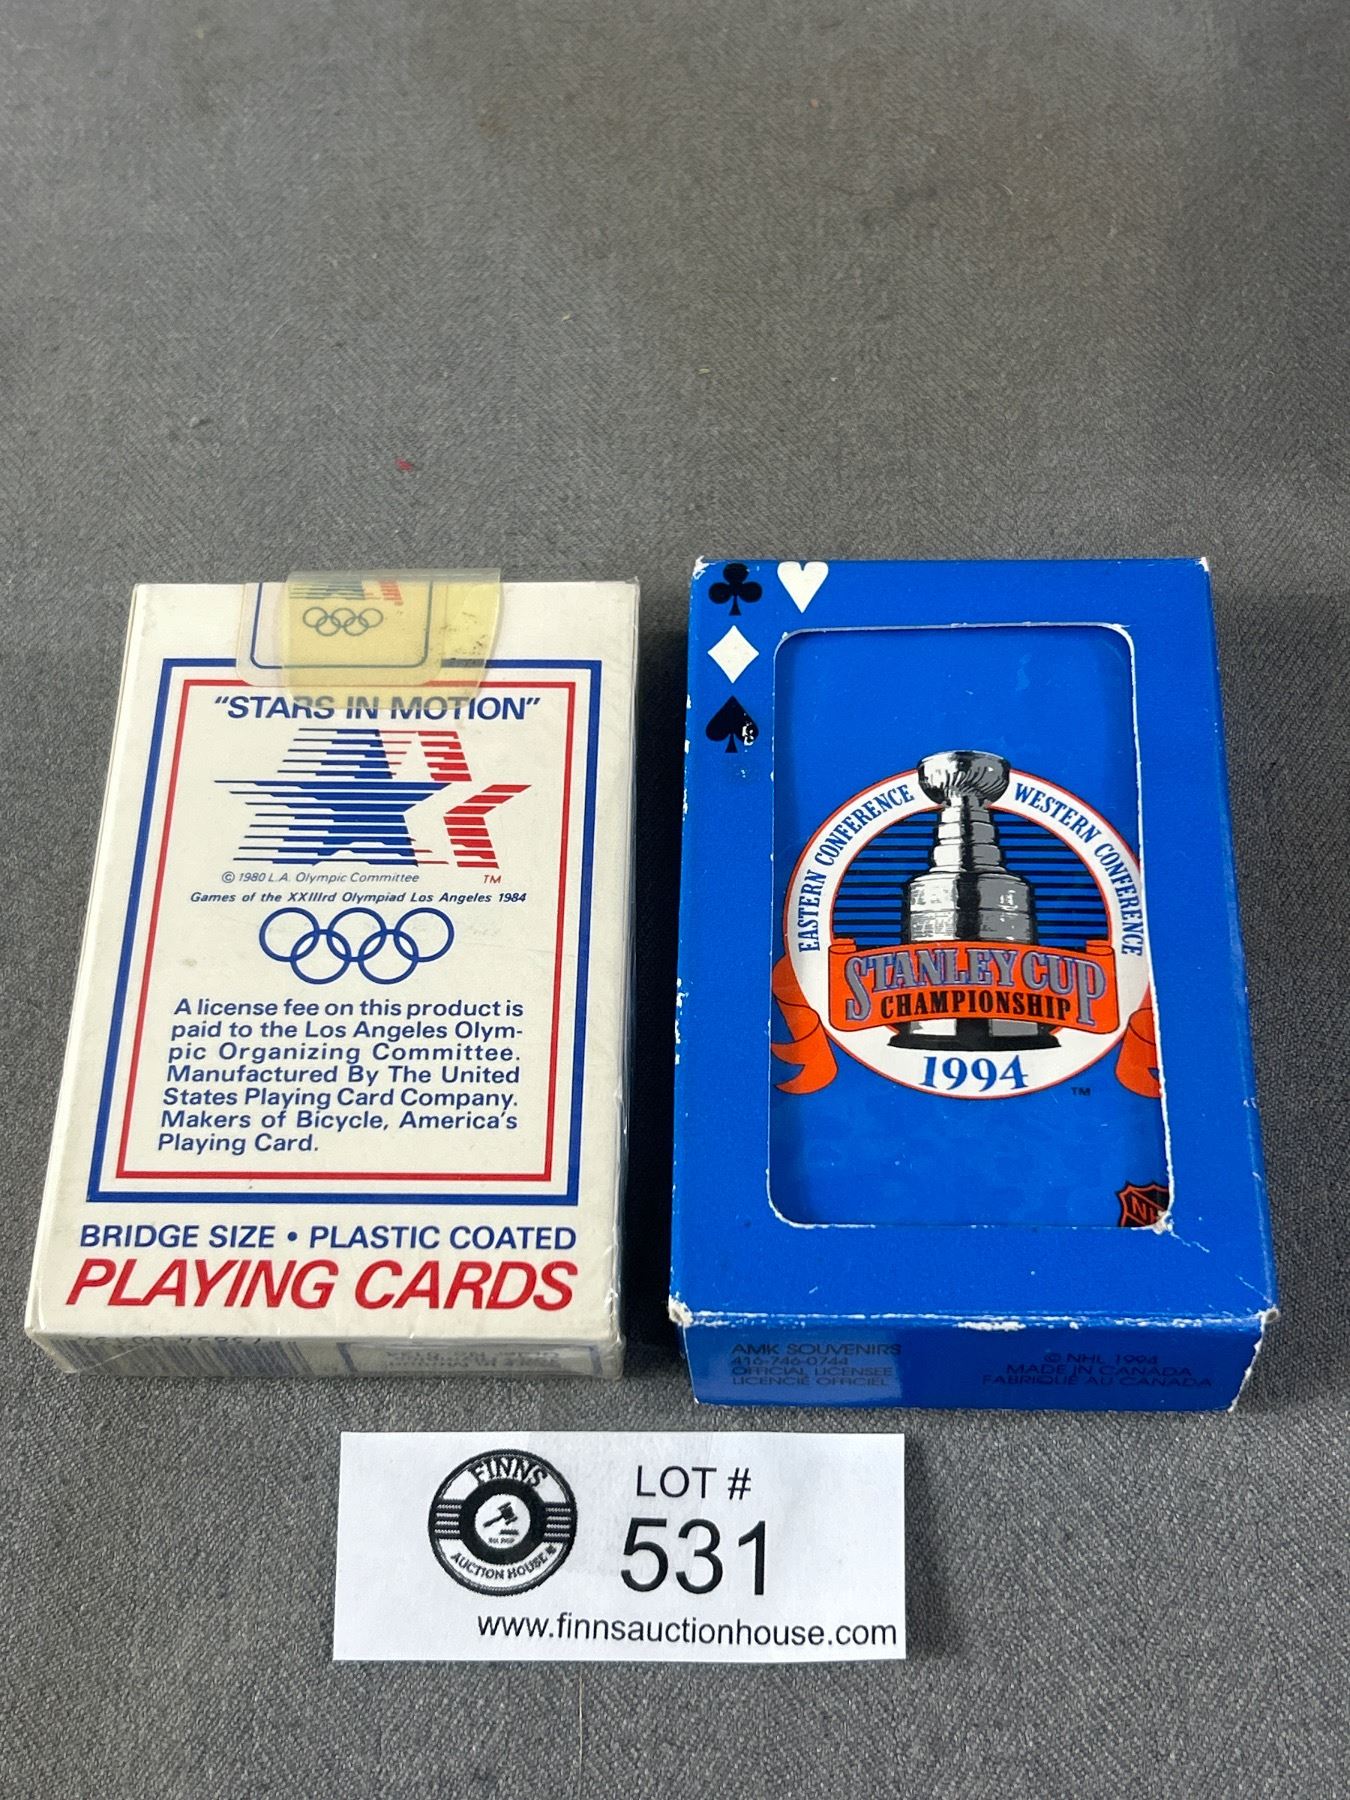 "STARS IN MOTION"
© 1980 L.A. Olympic Committee TM
Games of the XXIIIrd Olympiad Los Angeles 1984
A license fee on this product is
paid to the Los Angeles Olym-
pic Organizing Committee.
Manufactured By The United
States Playing Card Company.
Makers of Bicycle, America's
Playing Card.
BRIDGE SIZE • PLASTIC COATED
PLAYING CARDS
EASTERN CONFERENCE
WESTERN CONFERENCE
STANLEY CUP
CHAMPIONSHIP
1994
TM
AMK SOUVENIRS
416-746-0744
OFFICIAL LICENSEE
LICENCIÉ OFFICIEL
© NHL 1994
MADE IN CANADA
FABRIQUÉ AU CANADA
FINNS
AUCTION HOUSE
LOT #
531
www.finnsauctionhouse.com